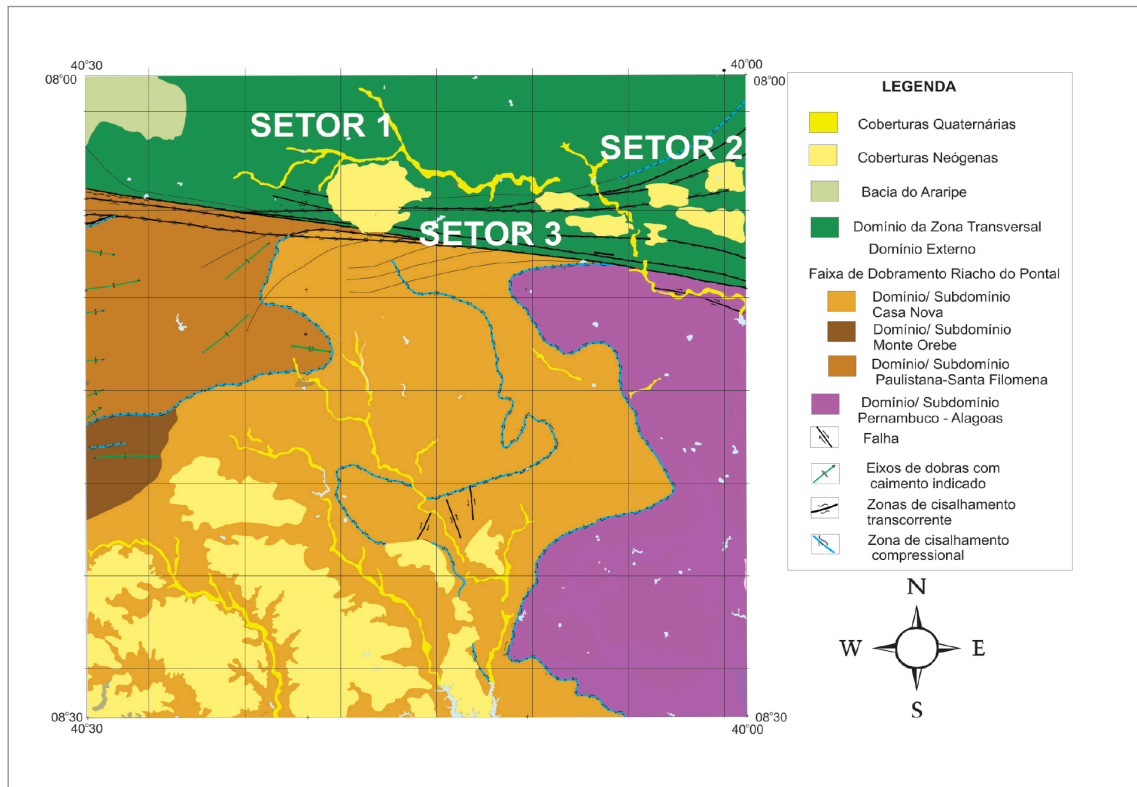 40°30
08°00
40°00
08°00
SETOR 1
SETOR 2
SETOR 3
08°30
40°30
08°30
40°00
LEGENDA
Coberturas Quaternárias
Coberturas Neógenas
Bacia do Araripe
Domínio da Zona Transversal
Domínio Externo
Faixa de Dobramento Riacho do Pontal
Domínio/ Subdomínio
Casa Nova
Domínio/ Subdomínio
Monte Orebe
Domínio/ Subdomínio
Paulistana-Santa Filomena
Domínio/ Subdomínio
Pernambuco - Alagoas
Falha
Eixos de dobras com
caimento indicado
Zonas de cisalhamento
transcorrente
Zona de cisalhamento
compressional
N
W
E
S